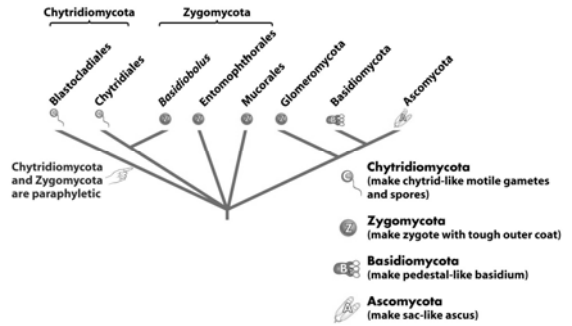 Chytridiomycota
Zygomycota
Blastocladiales
Chytridiales
Basidiobolus
Entomophthorales
Mucorales
Glomeromycota
Basidiomycota
Ascomycota
Z
Z
Z
Z
B
A
Chytridiomycota
and Zygomycota
are paraphyletic
C
Chytridiomycota
(make chytrid-like motile gametes
and spores)
Z
Zygomycota
(make zygote with tough outer coat)
B
Basidiomycota
(make pedestal-like basidium)
A
Ascomycota
(make sac-like ascus)